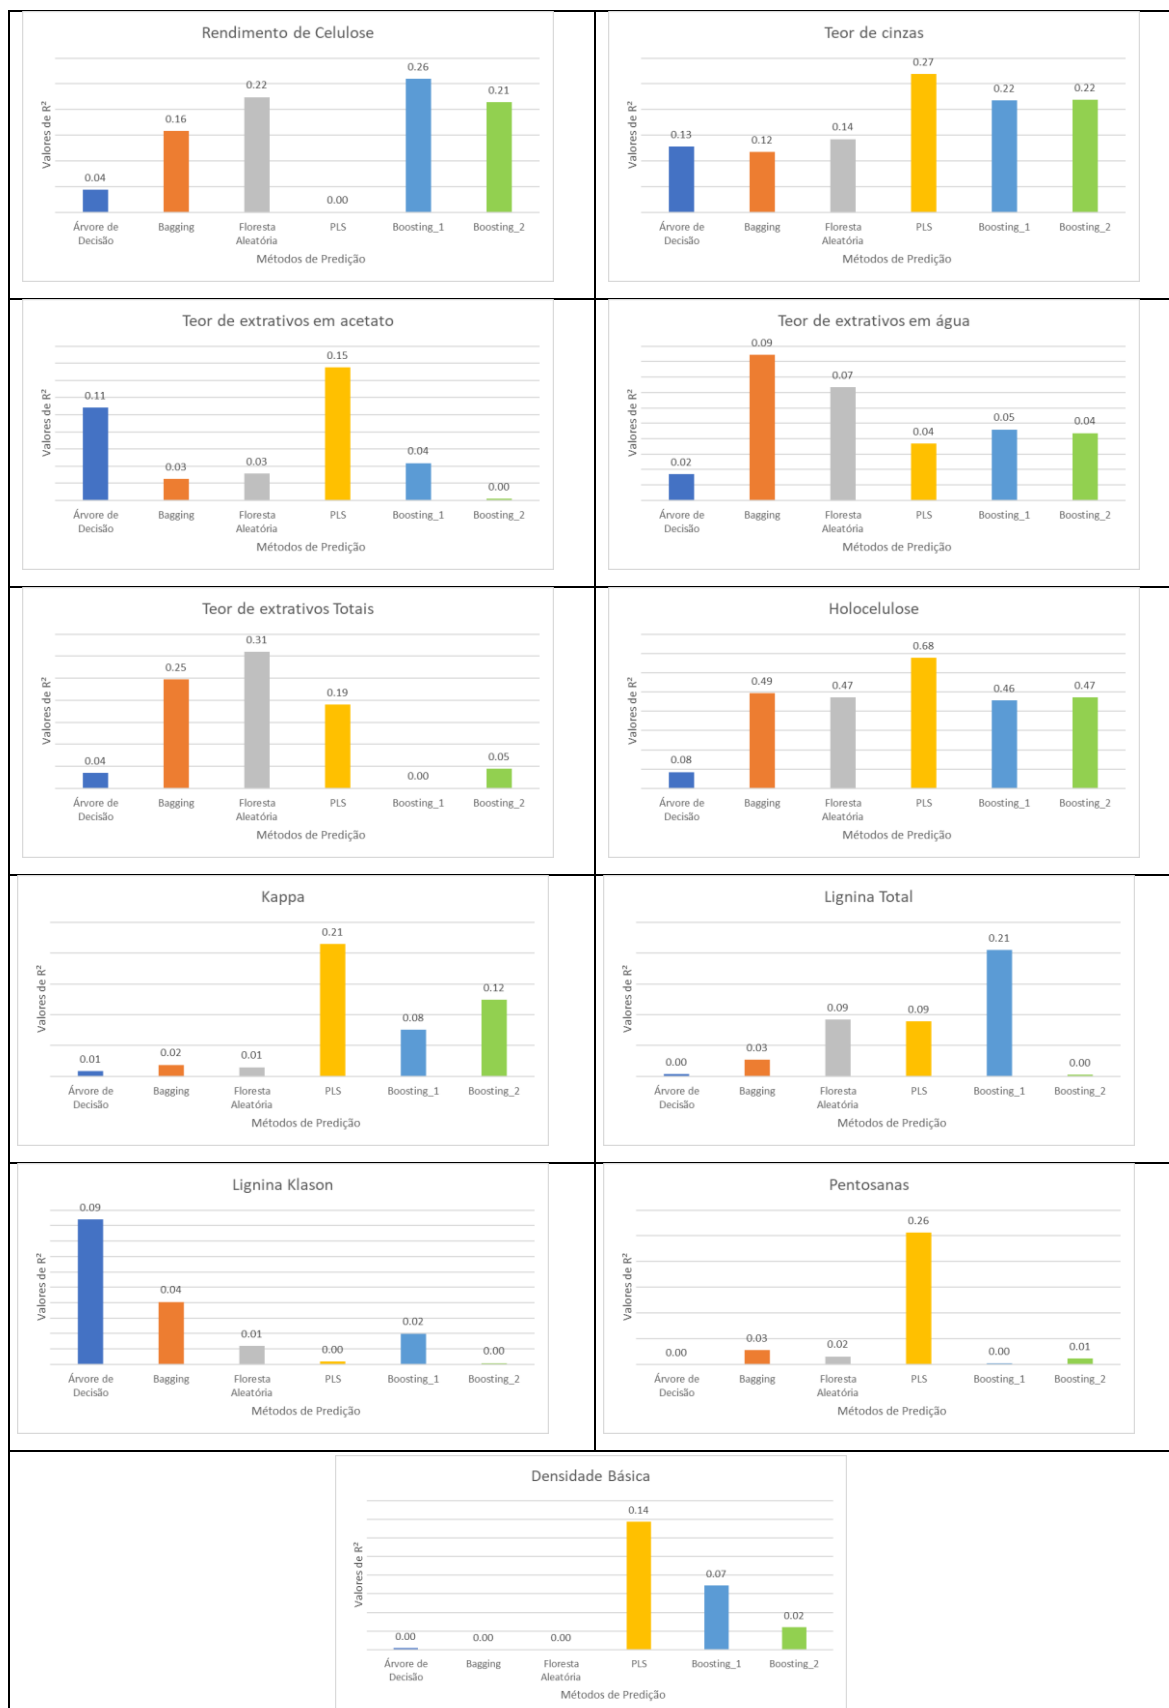 Rendimento de Celulose
Valores de R²
0.04
0.16
0.22
0.00
0.26
0.21
Árvore de Decisão
Bagging
Floresta Aleatória
PLS
Boosting_1
Boosting_2
Métodos de Predição
Teor de cinzas
Valores de R²
0.13
0.12
0.14
0.27
0.22
0.22
Árvore de Decisão
Bagging
Floresta Aleatória
PLS
Boosting_1
Boosting_2
Métodos de Predição
Teor de extrativos em acetato
Valores de R²
0.11
0.03
0.03
0.15
0.04
0.00
Árvore de Decisão
Bagging
Floresta Aleatória
PLS
Boosting_1
Boosting_2
Métodos de Predição
Teor de extrativos em água
Valores de R²
0.02
0.09
0.07
0.04
0.05
0.04
Árvore de Decisão
Bagging
Floresta Aleatória
PLS
Boosting_1
Boosting_2
Métodos de Predição
Teor de extrativos Totais
Valores de R²
0.04
0.25
0.31
0.19
0.00
0.05
Árvore de Decisão
Bagging
Floresta Aleatória
PLS
Boosting_1
Boosting_2
Métodos de Predição
Holocelulose
Valores de R²
0.08
0.49
0.47
0.68
0.46
0.47
Árvore de Decisão
Bagging
Floresta Aleatória
PLS
Boosting_1
Boosting_2
Métodos de Predição
Kappa
Valores de R²
0.01
0.02
0.01
0.21
0.08
0.12
Árvore de Decisão
Bagging
Floresta Aleatória
PLS
Boosting_1
Boosting_2
Métodos de Predição
Lignina Total
Valores de R²
0.00
0.03
0.09
0.09
0.21
0.00
Árvore de Decisão
Bagging
Floresta Aleatória
PLS
Boosting_1
Boosting_2
Métodos de Predição
Lignina Klason
Valores de R²
0.09
0.04
0.01
0.00
0.02
0.00
Árvore de Decisão
Bagging
Floresta Aleatória
PLS
Boosting_1
Boosting_2
Métodos de Predição
Pentosanas
Valores de R²
0.00
0.03
0.02
0.26
0.00
0.01
Árvore de Decisão
Bagging
Floresta Aleatória
PLS
Boosting_1
Boosting_2
Métodos de Predição
Densidade Básica
Valores de R²
0.00
0.00
0.00
0.14
0.07
0.02
Árvore de Decisão
Bagging
Floresta Aleatória
PLS
Boosting_1
Boosting_2
Métodos de Predição